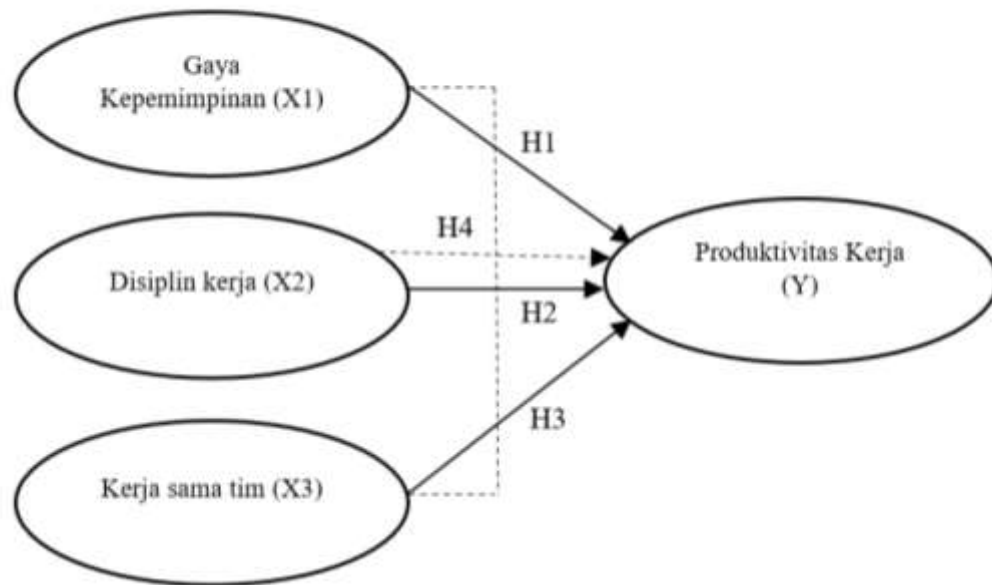 Gaya
Kepemimpinan (X1)
H1
H4
Produktivitas Kerja
(Y)
Disiplin kerja (X2)
H2
H3
Kerja sama tim (X3)